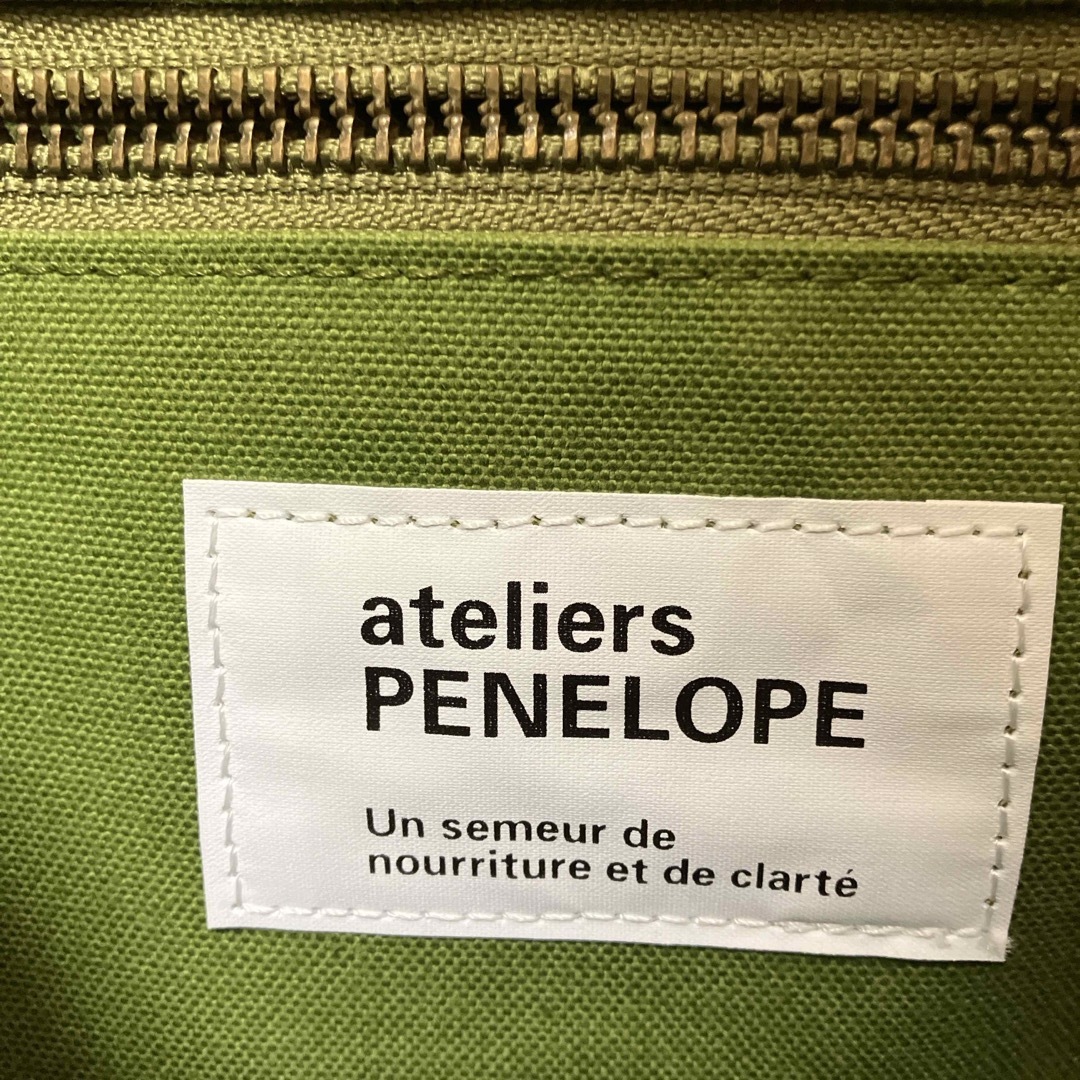 ateliers
PENELOPE
Un semeur de
nourriture et de clarté